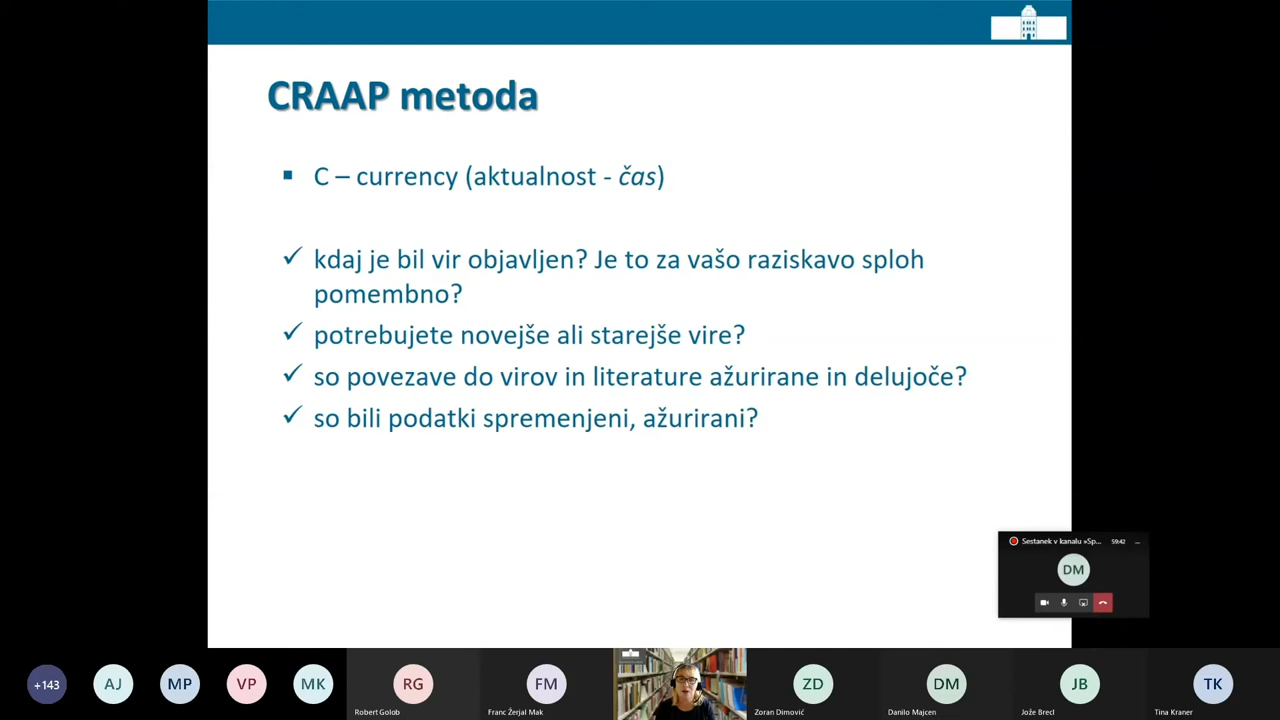 CRAAP metoda
▪ C – currency (aktualnost - čas)
✓ kdaj je bil vir objavljen? Je to za vašo raziskavo sploh
pomembno?
✓ potrebujete novejše ali starejše vire?
✓ so povezave do virov in literature ažurirane in delujoče?
✓ so bili podatki spremenjeni, ažurirani?
Sestanek v kanalu »Sp... 59:42
DM
+143 AJ MP VP MK RG FM ZD DM JB TK
Robert Golob Franc Žerjal Mak Zoran Dimović Danilo Majcen Jože Brecl Tina Kraner